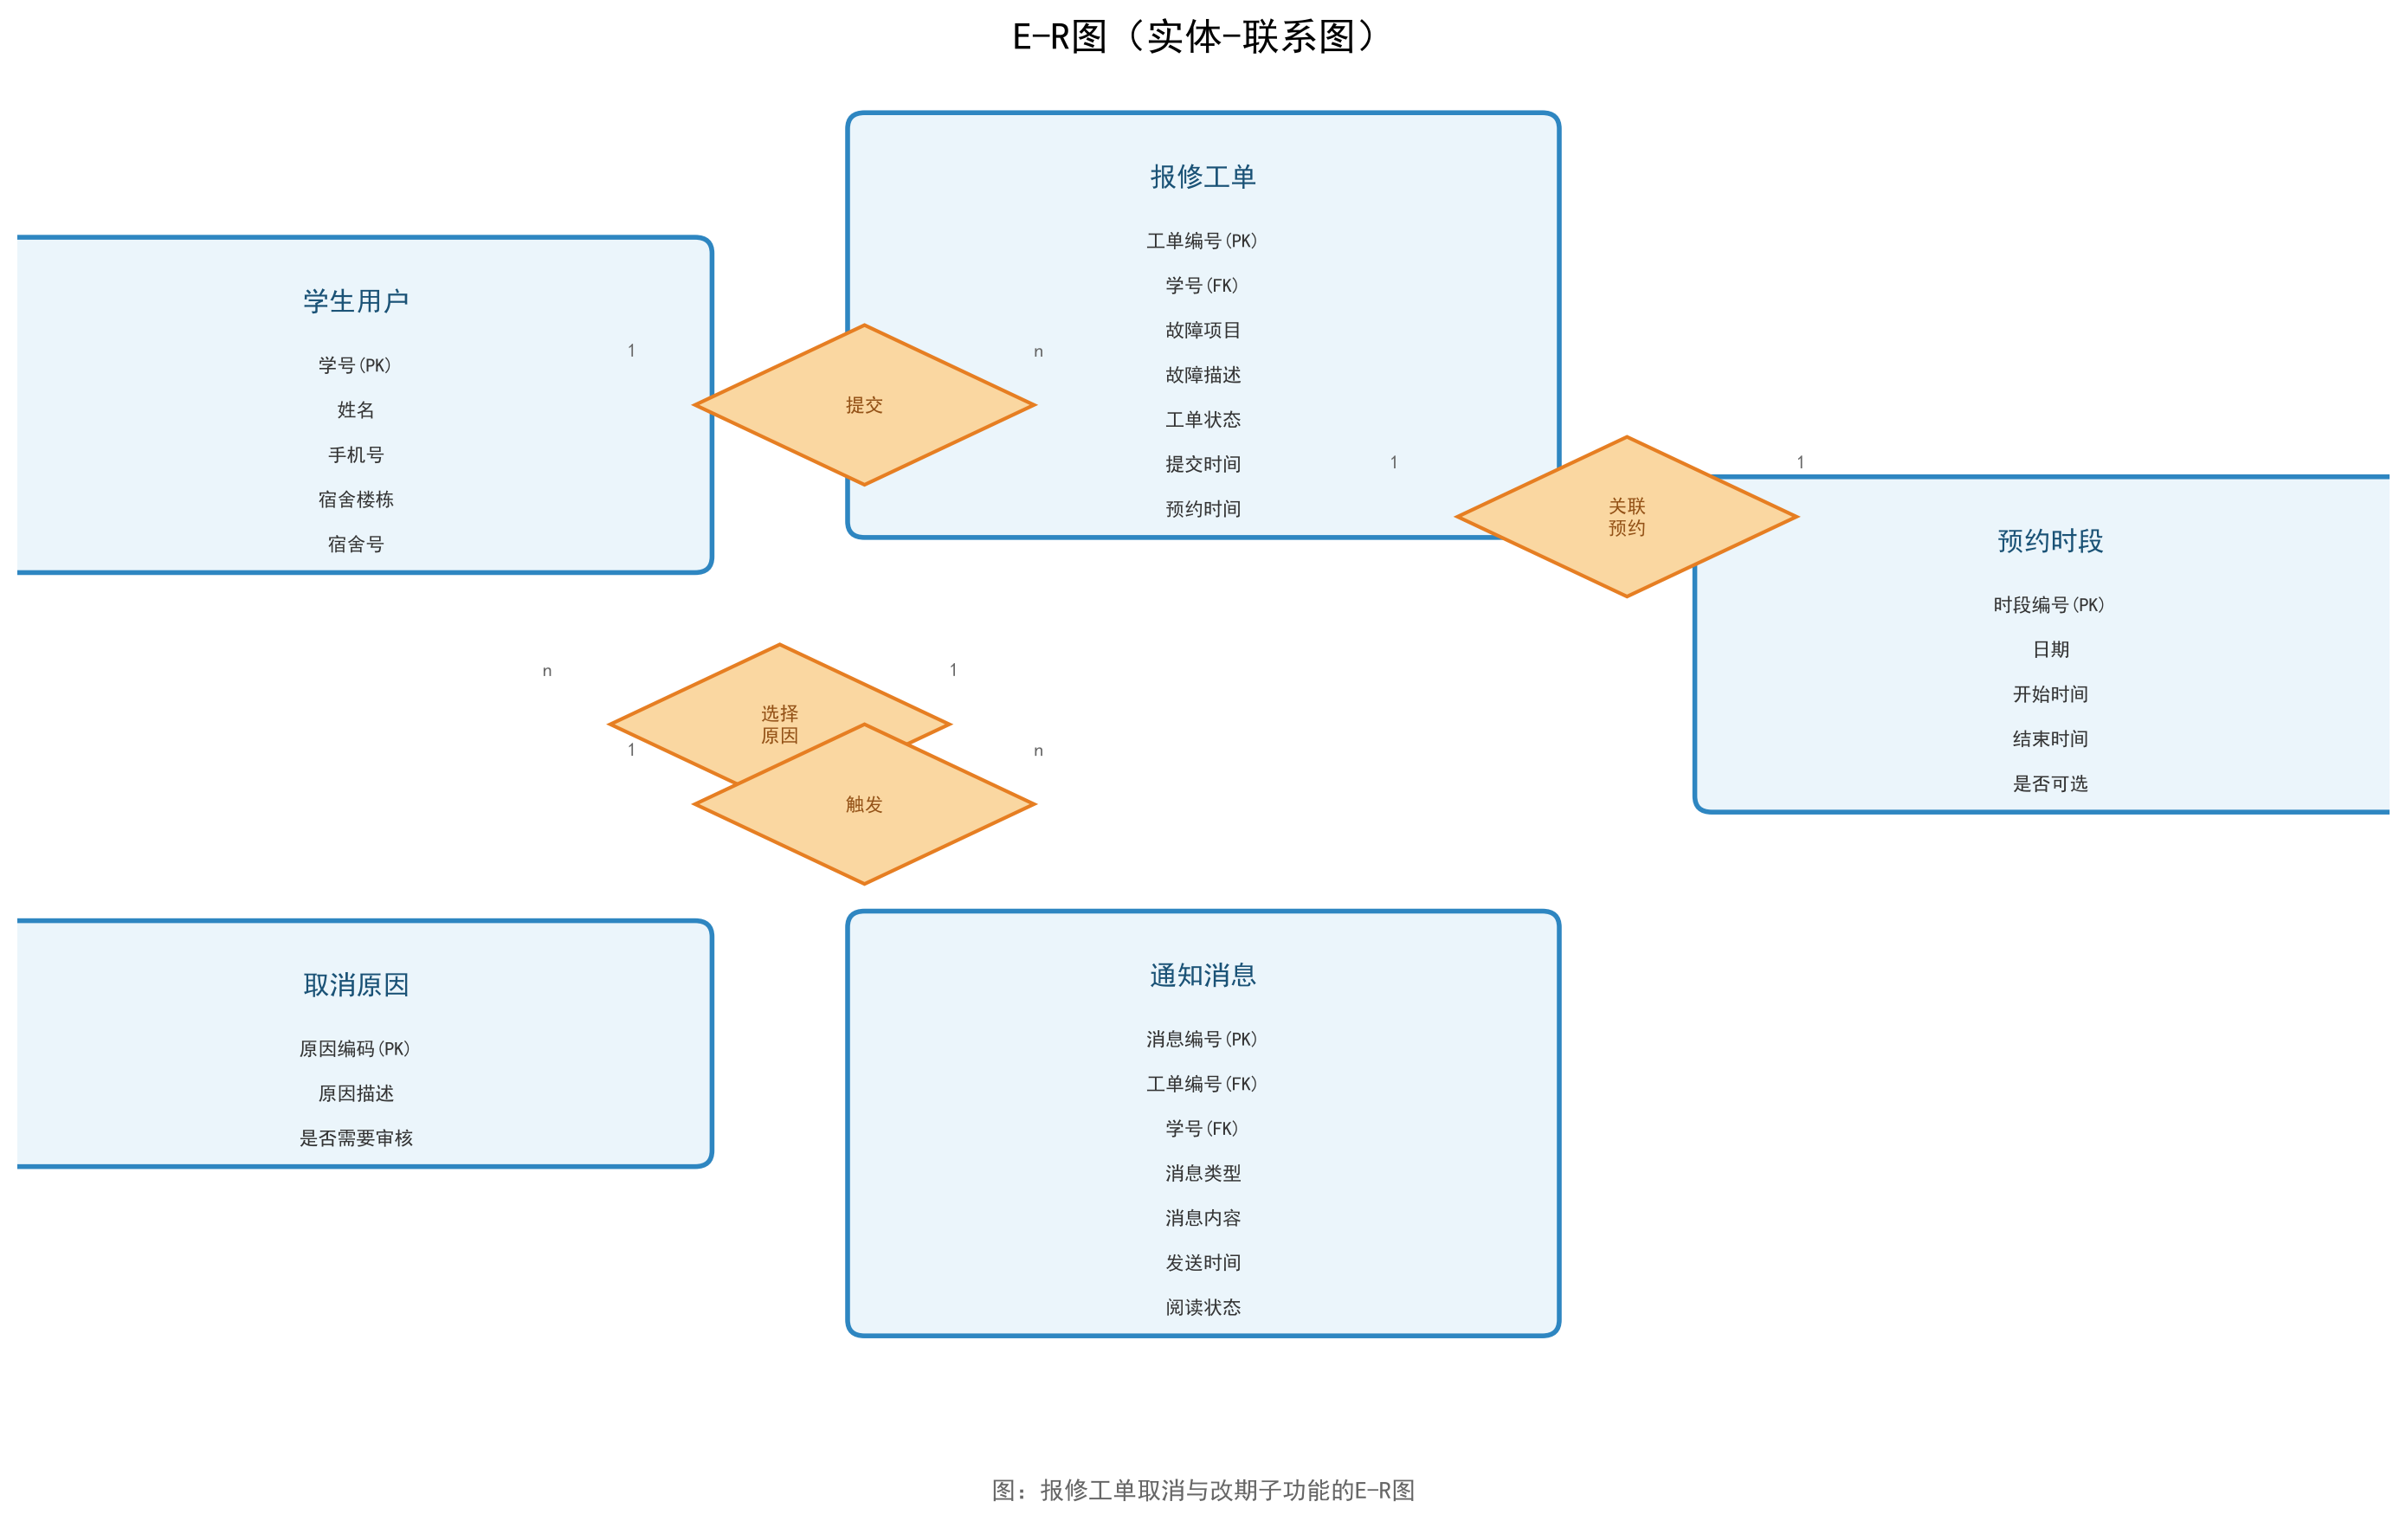 E-R图（实体-联系图）
报修工单
工单编号(PK)
学号(FK)
故障项目
故障描述
工单状态
提交时间
预约时间
学生用户
学号(PK)
姓名
手机号
宿舍楼栋
宿舍号
1
提交
n
1
关联
预约
1
预约时段
时段编号(PK)
日期
开始时间
结束时间
是否可选
n
选择
原因
1
1
触发
n
取消原因
原因编码(PK)
原因描述
是否需要审核
通知消息
消息编号(PK)
工单编号(FK)
学号(FK)
消息类型
消息内容
发送时间
阅读状态
图：报修工单取消与改期子功能的E-R图